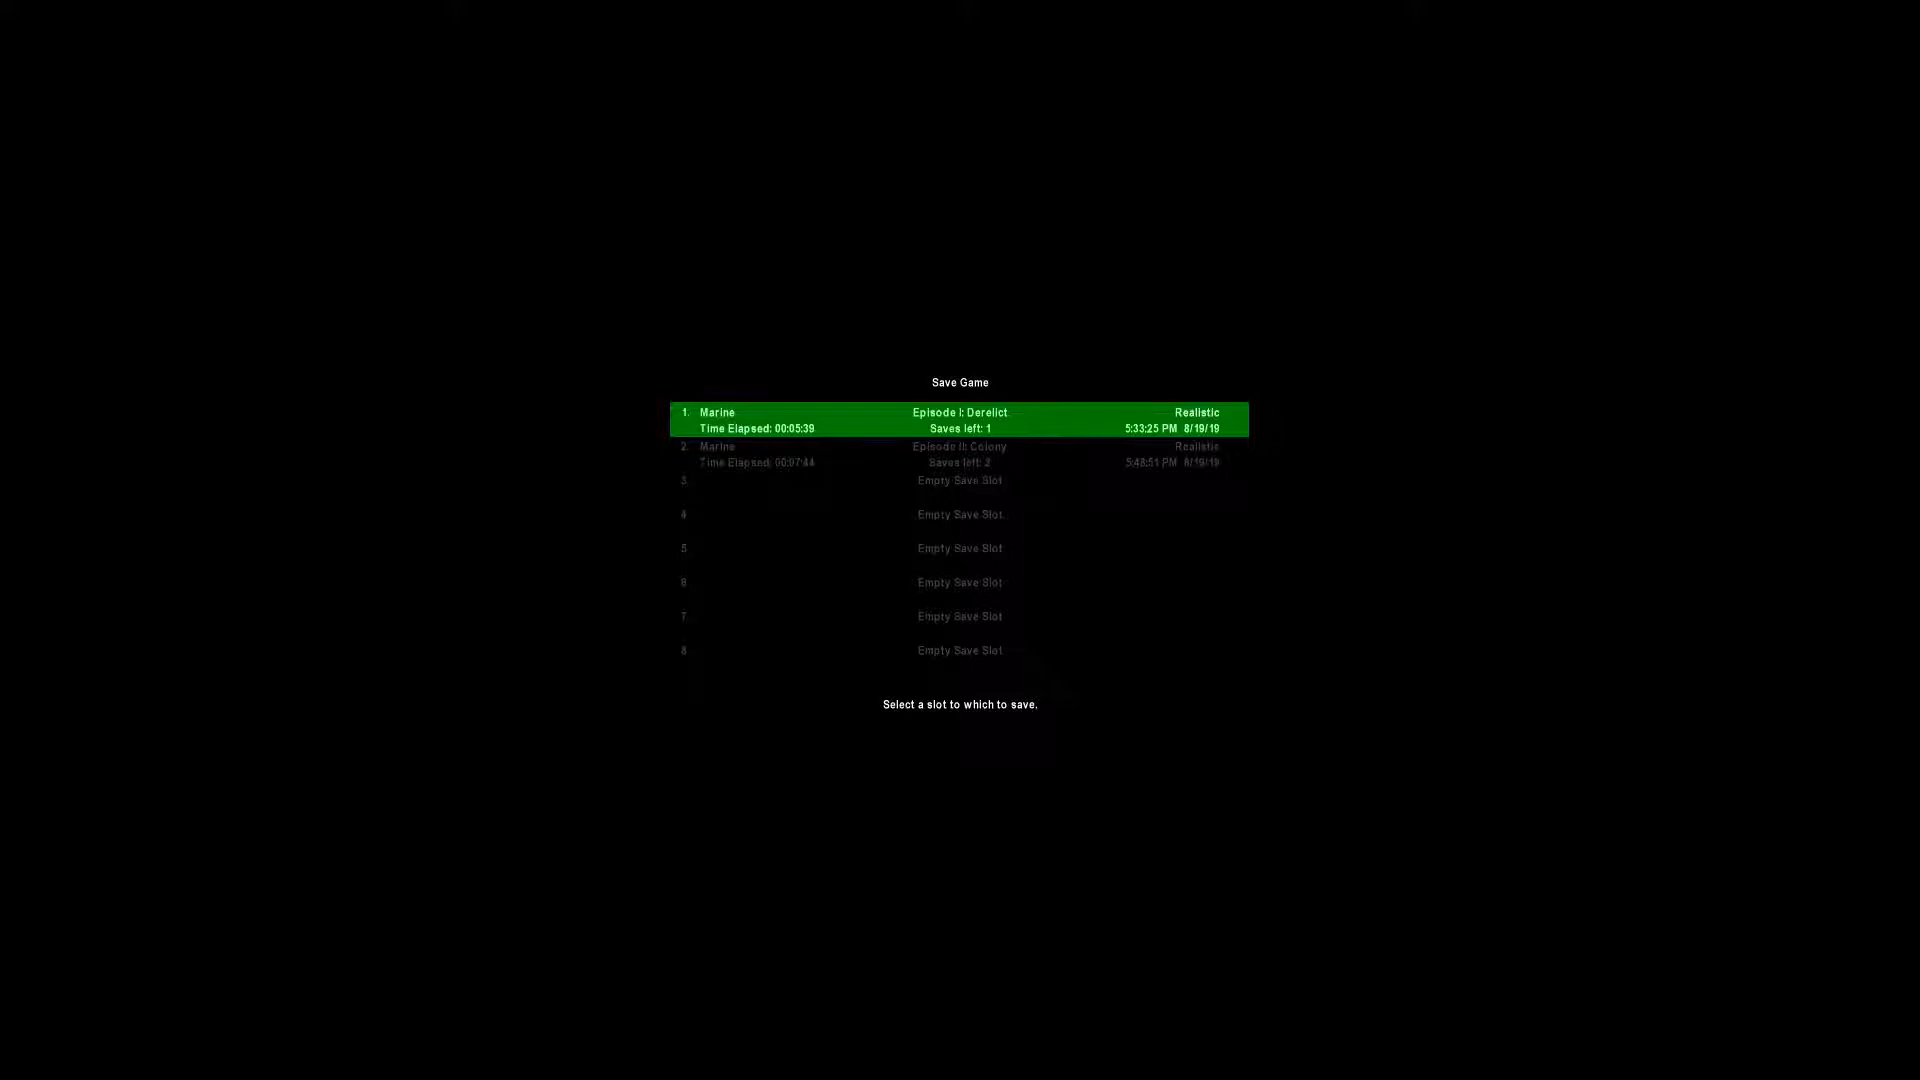 Save Game
1. Marine Episode I: Derelict Realistic
Time Elapsed: 00:05:39 Saves left: 1 5:33:25 PM 8/19/19
2. Marine Episode II: Colony Realistic
Time Elapsed: 00:07:44 Saves left: 2 5:48:51 PM 8/19/19
3. Empty Save Slot
4 Empty Save Slot
5 Empty Save Slot
6 Empty Save Slot
7 Empty Save Slot
8 Empty Save Slot
Select a slot to which to save.